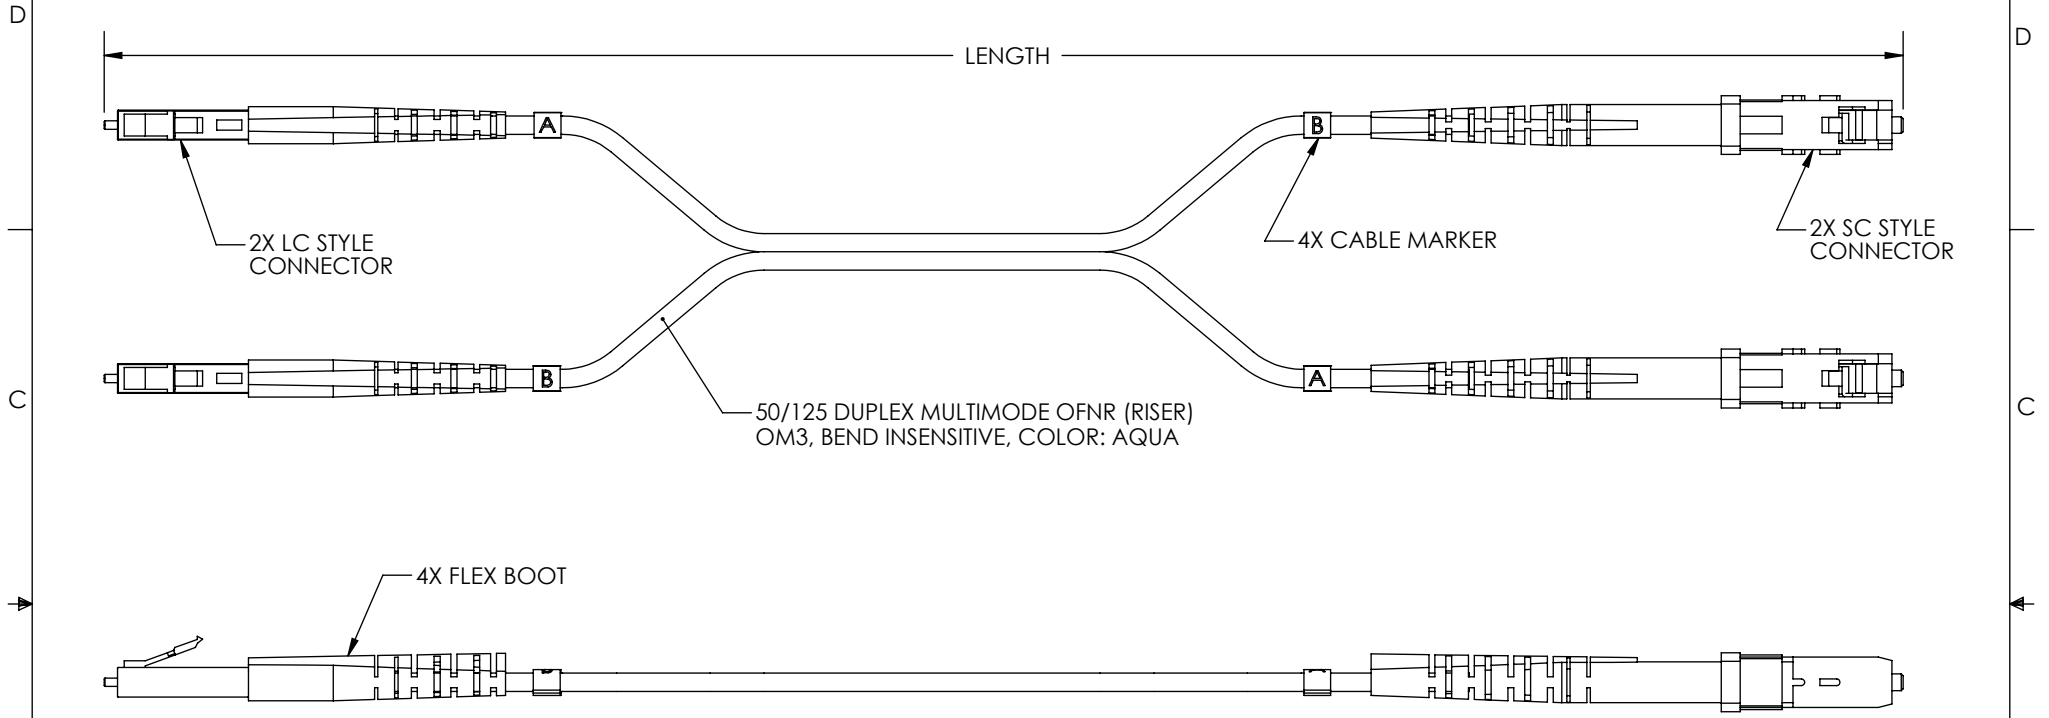 D
D
LENGTH
A
B
2X LC STYLE
CONNECTOR
4X CABLE MARKER
2X SC STYLE
CONNECTOR
B
A
C
C
50/125 DUPLEX MULTIMODE OFNR (RISER)
OM3, BEND INSENSITIVE, COLOR: AQUA
4X FLEX BOOT